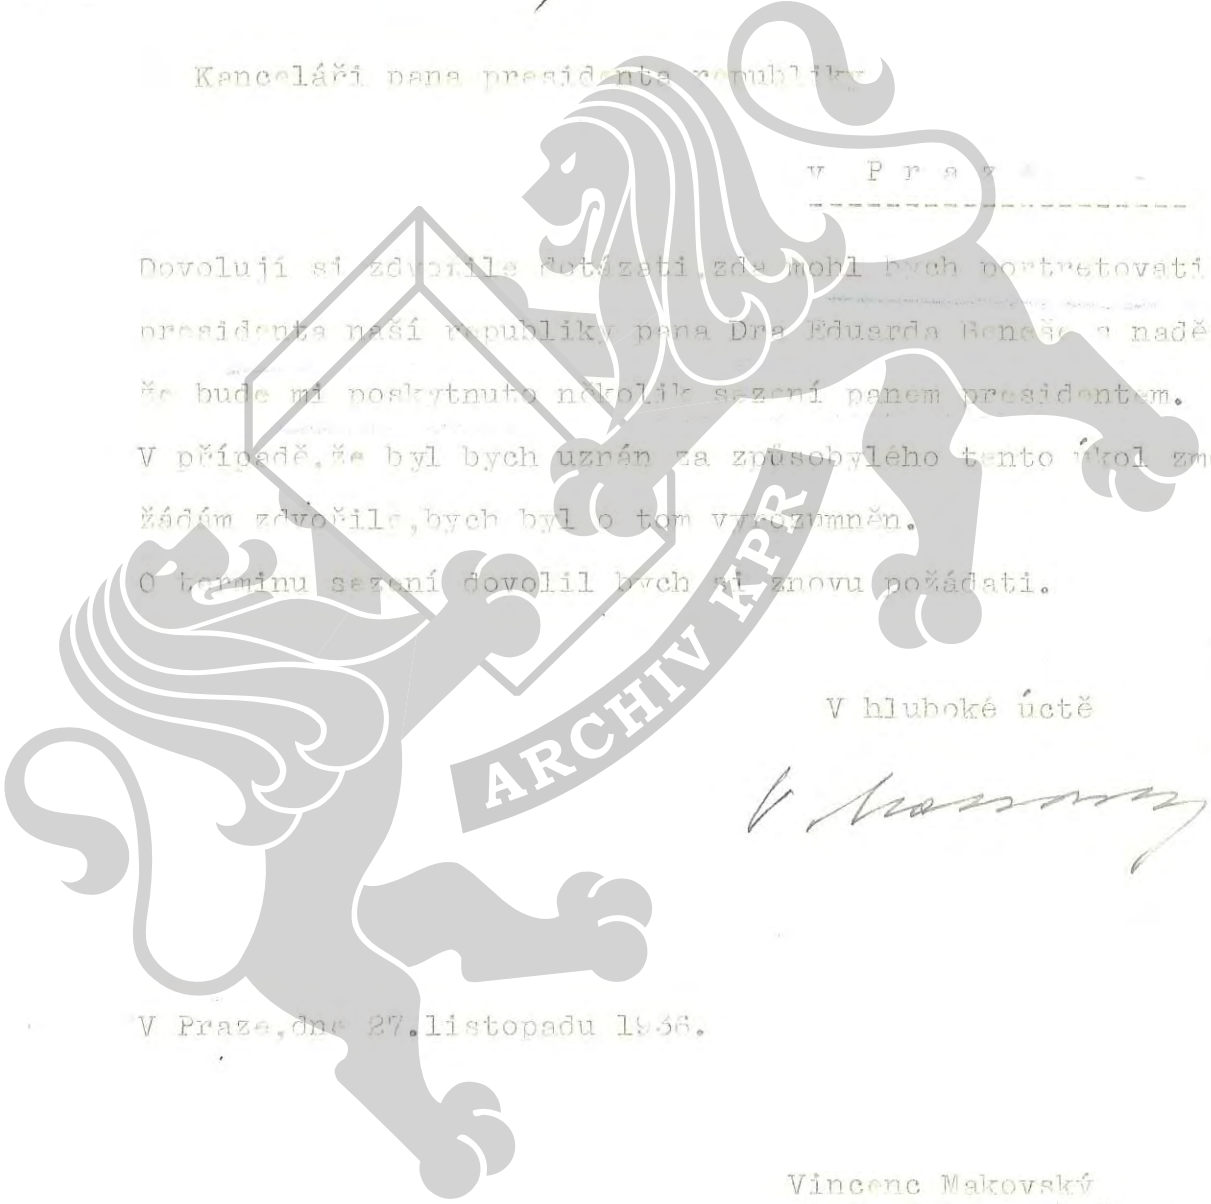 Kanceláři pana presidenta republiky
v P r a z e
Dovolují si zdvořile dotázati,zda mohl bych portretovati
presidenta naší republiky pana Dra Eduarda Beneše s nadě
že bude mi poskytnuto několik sezení panem presidentem.
V případě,že byl bych uznán za způsobylého tento úkol zm
žádám zdvořile,bych byl o tom vyrozumněn.
O terminu sezení dovolil bych si znovu požádati.
ARCHIV KPR
V hluboké úctě
V Praze,dne 27.listopadu 1936.
Vincenc Makovský